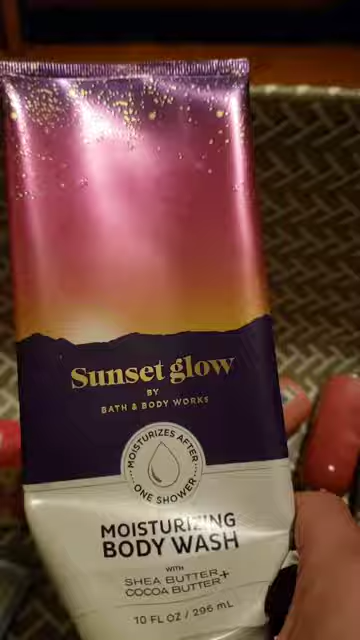 Sunset glow
BY
BATH & BODY WORKS
MOISTURIZES AFTER
ONE SHOWER
MOISTURIZING
BODY WASH
WITH
SHEA BUTTER +
COCOA BUTTER
10 FL OZ / 296 mL